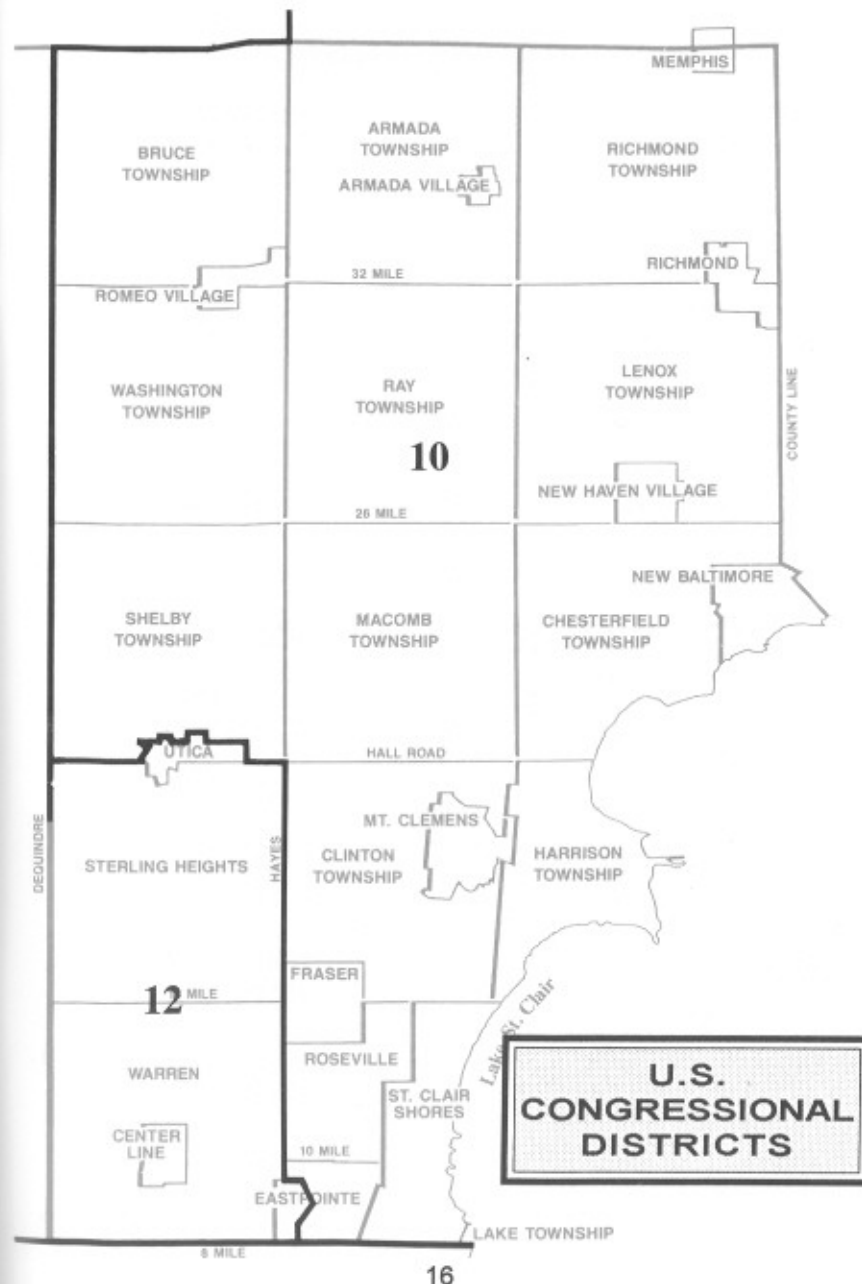 MEMPHIS
BRUCE
TOWNSHIP
ARMADA
TOWNSHIP
ARMADA VILLAGE
RICHMOND
TOWNSHIP
RICHMOND
32 MILE
ROMEO VILLAGE
WASHINGTON
TOWNSHIP
RAY
TOWNSHIP
LENOX
TOWNSHIP
COUNTY LINE
10
NEW HAVEN VILLAGE
26 MILE
NEW BALTIMORE
SHELBY
TOWNSHIP
MACOMB
TOWNSHIP
CHESTERFIELD
TOWNSHIP
UTICA
HALL ROAD
DEQUINDRE
STERLING HEIGHTS
HAYES
MT. CLEMENS
CLINTON
TOWNSHIP
HARRISON
TOWNSHIP
FRASER
12
MILE
Lake St. Clair
WARREN
ROSEVILLE
ST. CLAIR
SHORES
CENTER
LINE
10 MILE
EASTPOINTE
LAKE TOWNSHIP
8 MILE
U.S.
CONGRESSIONAL
DISTRICTS
16